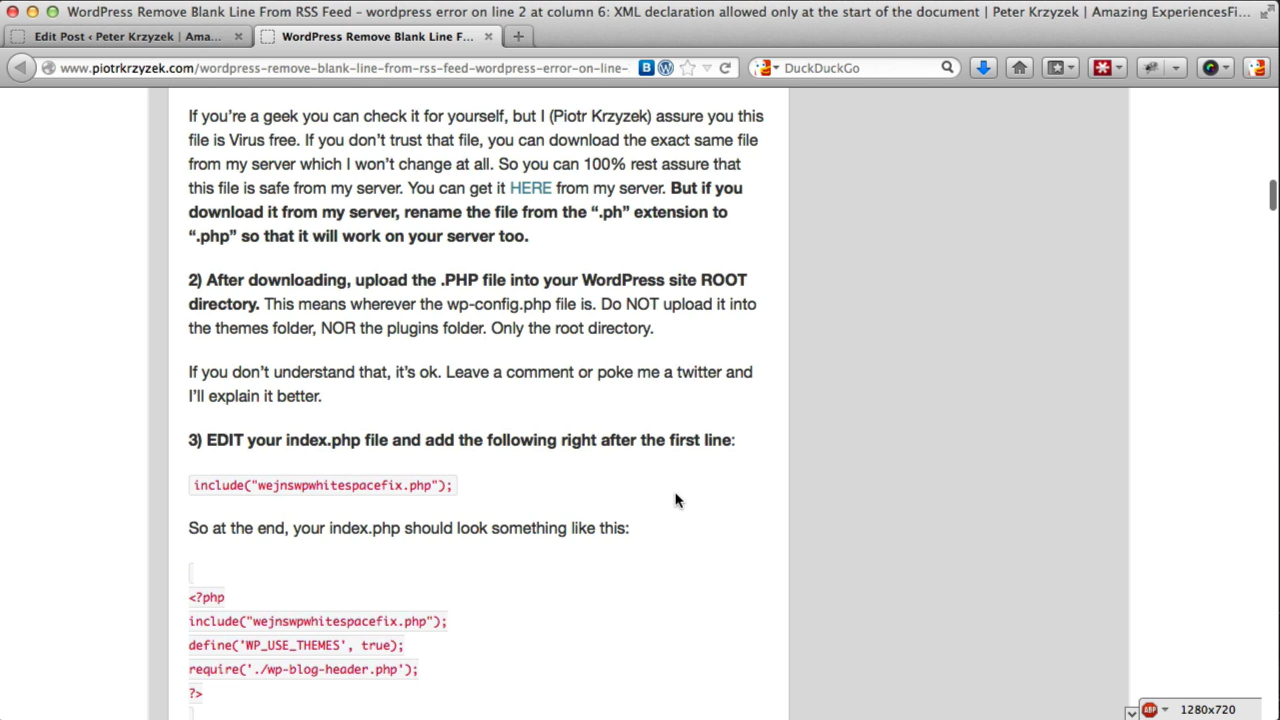 WordPress Remove Blank Line From RSS Feed – wordpress error on line 2 at column 6: XML declaration allowed only at the start of the document | Peter Krzyzek | Amazing ExperiencesFi...
Edit Post ‹ Peter Krzyzek | Ama...
WordPress Remove Blank Line F...
www.piotrkrzyzek.com/wordpress-remove-blank-line-from-rss-feed-wordpress-error-on-line-
DuckDuckGo
If you're a geek you can check it for yourself, but I (Piotr Krzyzek) assure you this
file is Virus free. If you don't trust that file, you can download the exact same file
from my server which I won't change at all. So you can 100% rest assure that
this file is safe from my server. You can get it HERE from my server. But if you
download it from my server, rename the file from the “.ph” extension to
“.php” so that it will work on your server too.
2) After downloading, upload the .PHP file into your WordPress site ROOT
directory. This means wherever the wp-config.php file is. Do NOT upload it into
the themes folder, NOR the plugins folder. Only the root directory.
If you don't understand that, it's ok. Leave a comment or poke me a twitter and
I'll explain it better.
3) EDIT your index.php file and add the following right after the first line:
include("wejnswpwhitespacefix.php");
So at the end, your index.php should look something like this:
<?php
include("wejnswpwhitespacefix.php");
define('WP_USE_THEMES', true);
require('./wp-blog-header.php');
?>
ABP
1280x720